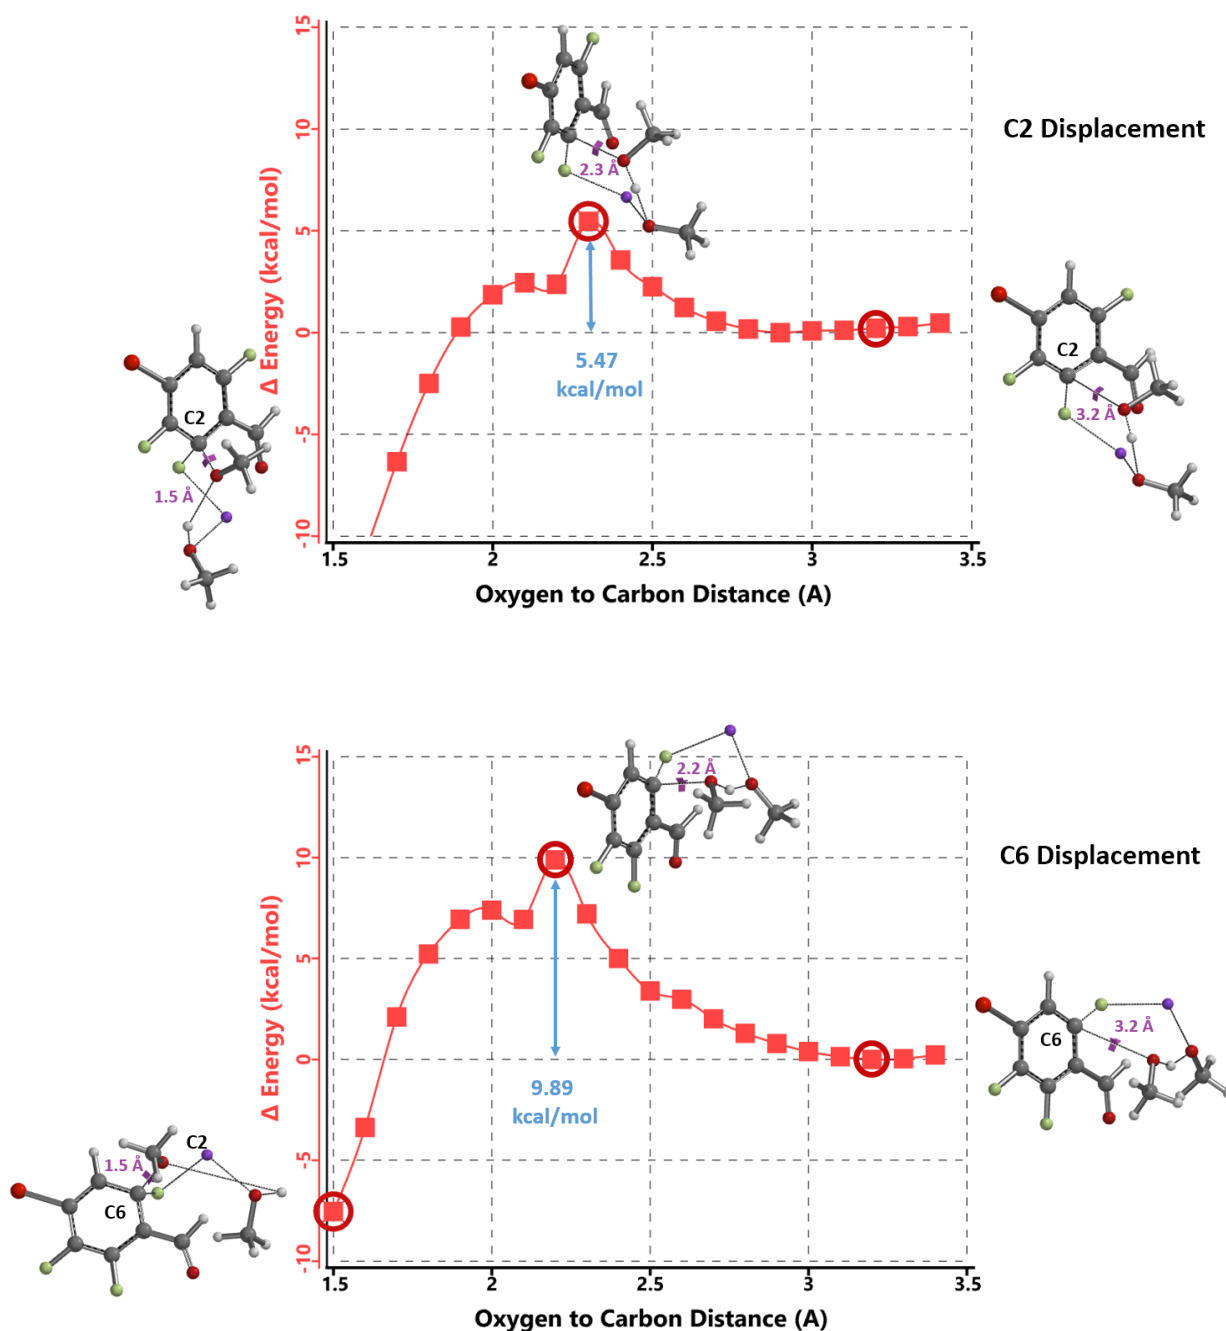 15
10
5
0
-5
-10
Δ Energy (kcal/mol)
C2 Displacement
2.3 Å
5.47
kcal/mol
C2
1.5 Å
C2
3.2 Å
1.5
2
2.5
3
3.5
Oxygen to Carbon Distance (A)
15
10
5
0
-5
-10
Δ Energy (kcal/mol)
C6 Displacement
2.2 Å
9.89
kcal/mol
C2
1.5 Å
C6
C6
3.2 Å
1.5
2
2.5
3
3.5
Oxygen to Carbon Distance (A)